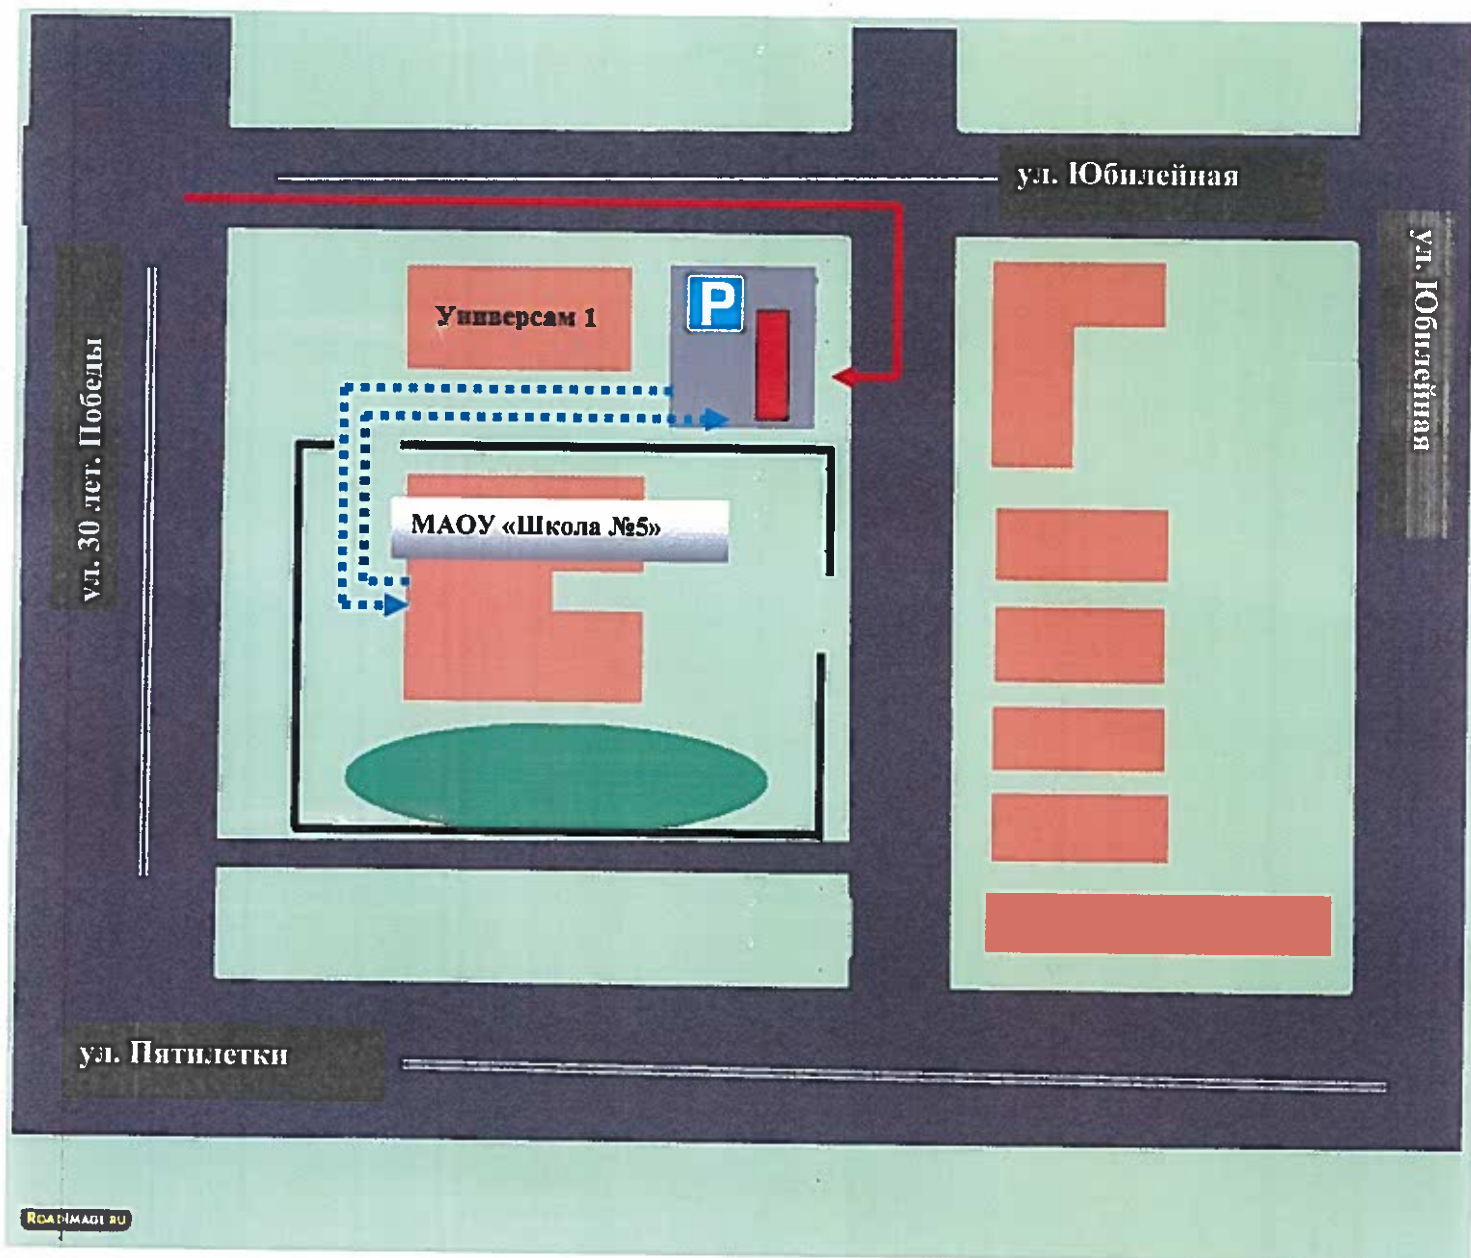 ул. Юбилейная
ул. Юбилейная
Универсам 1
P
ул. 30 лет. Победы
МАОУ «Школа №5»
ул. Пятилетки
ROADIMAGE.RU